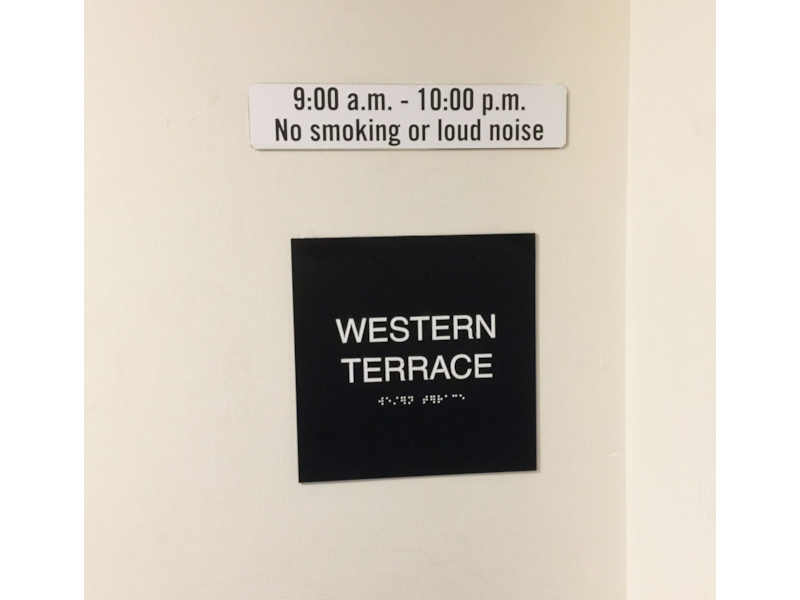 9:00 a.m. - 10:00 p.m.
No smoking or loud noise
WESTERN
TERRACE